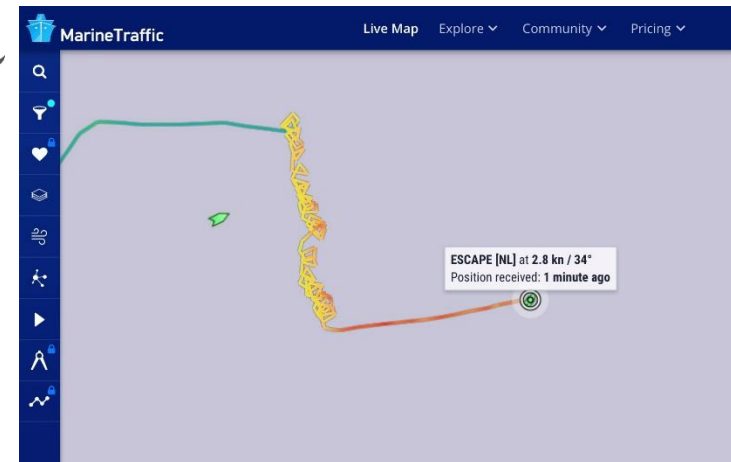 MarineTraffic
Live Map Explore Community Pricing
ESCAPE [NL] at 2.8 kn / 34°
Position received: 1 minute ago